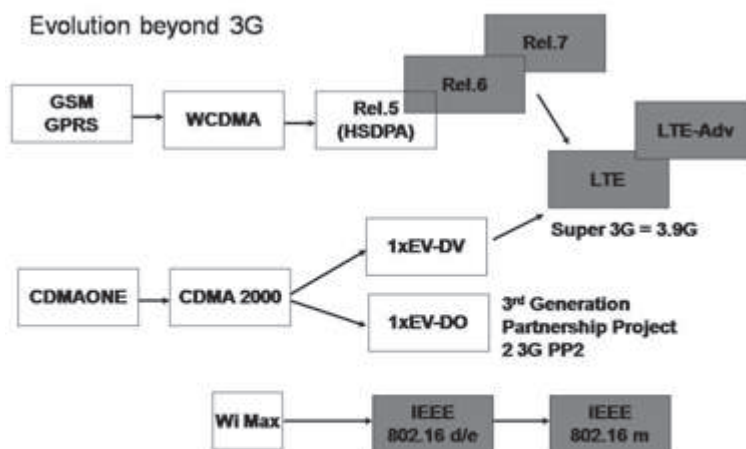 Evolution beyond 3G
Rel.7
Rel.6
GSM
GPRS
WCDMA
Rel.5
(HSDPA)
LTE-Adv
LTE
Super 3G = 3.9G
1xEV-DV
CDMAONE
CDMA 2000
1xEV-DO
3rd Generation
Partnership Project
2 3G PP2
Wi Max
IEEE
802.16 d/e
IEEE
802.16 m